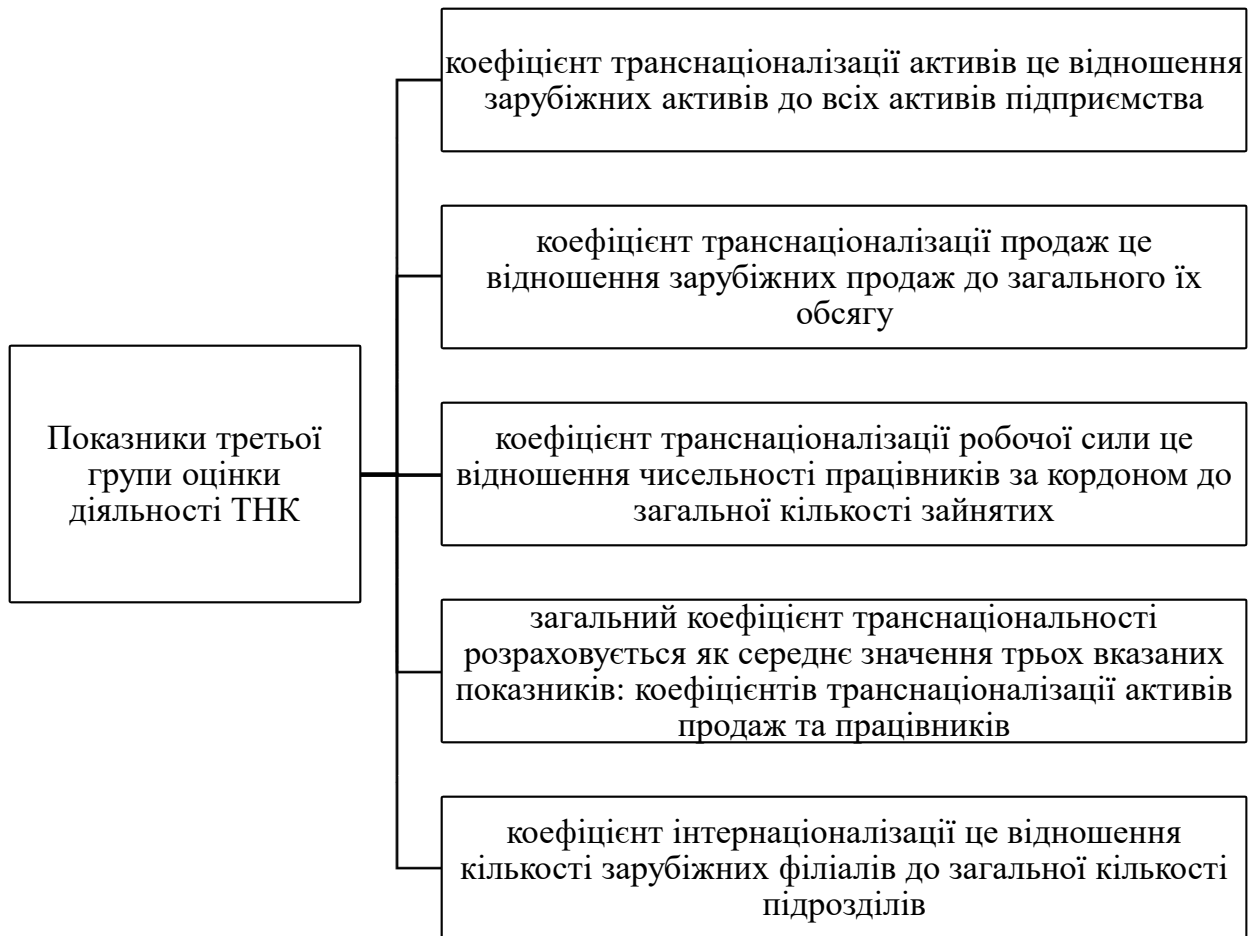 коефіцієнт транснаціоналізації активів це відношення
зарубіжних активів до всіх активів підприємства
коефіцієнт транснаціоналізації продаж це
відношення зарубіжних продаж до загального їх
обсягу
Показники третьої
групи оцінки
діяльності ТНК
коефіцієнт транснаціоналізації робочої сили це
відношення чисельності працівників за кордоном до
загальної кількості зайнятих
загальний коефіцієнт транснаціональності
розраховується як середнє значення трьох вказаних
показників: коефіцієнтів транснаціоналізації активів
продаж та працівників
коефіцієнт інтернаціоналізації це відношення
кількості зарубіжних філіалів до загальної кількості
підрозділів